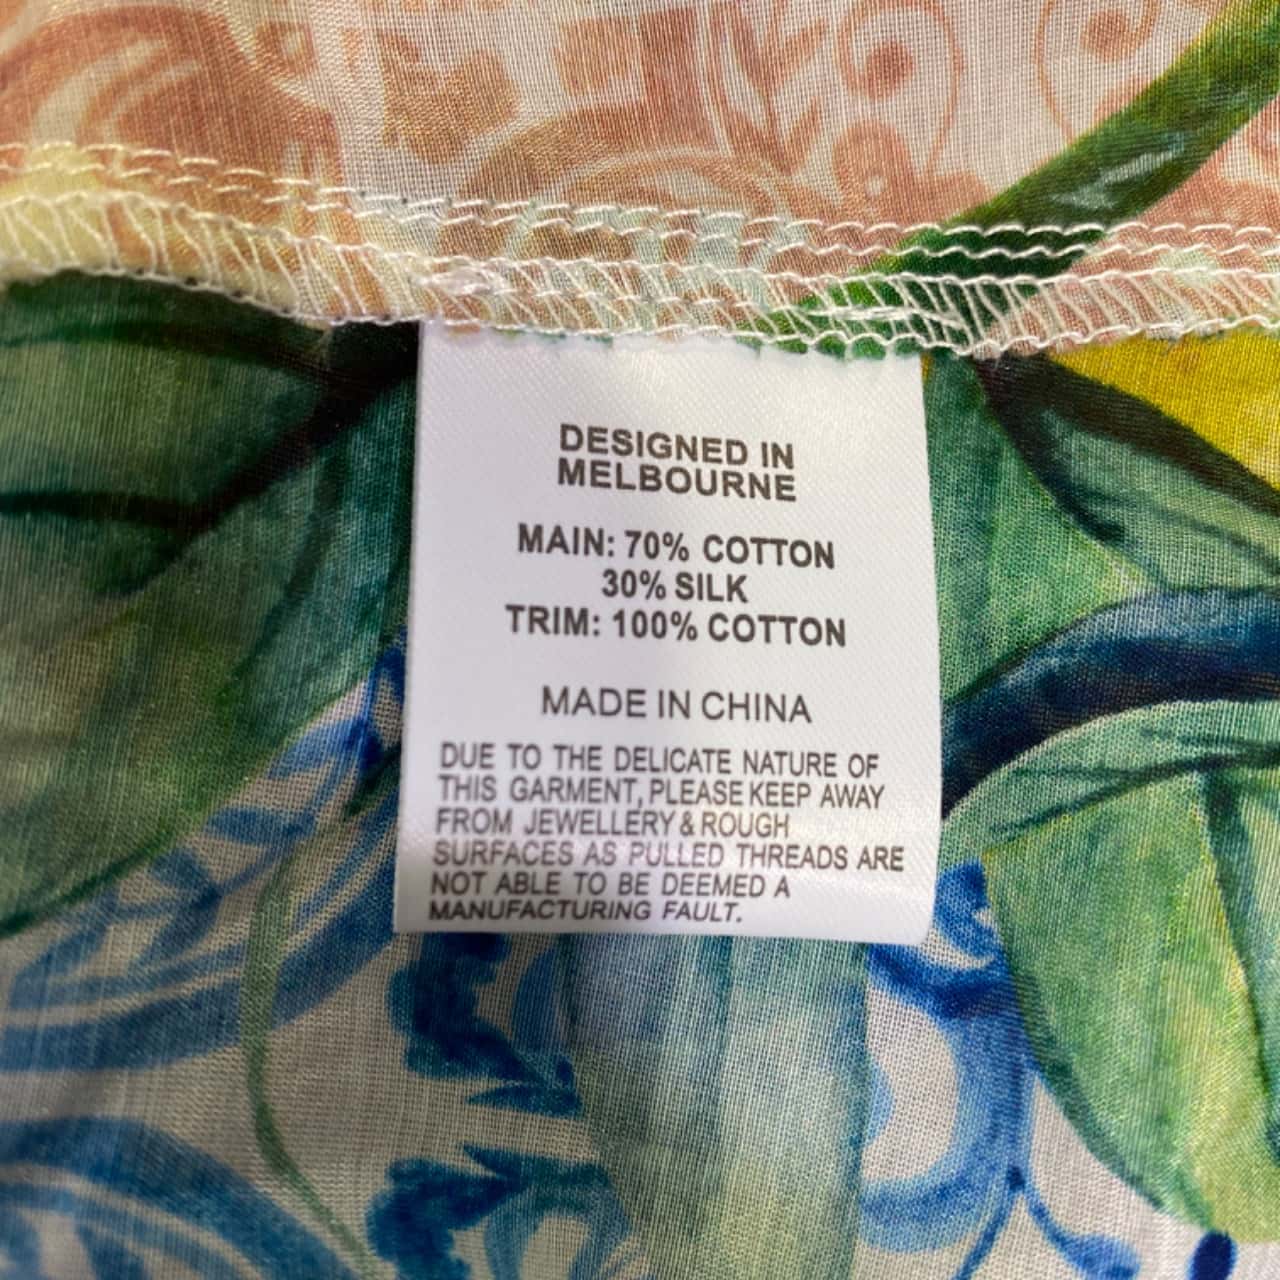 DESIGNED IN
MELBOURNE
MAIN: 70% COTTON
30% SILK
TRIM: 100% COTTON
MADE IN CHINA
DUE TO THE DELICATE NATURE OF
THIS GARMENT, PLEASE KEEP AWAY
FROM JEWELLERY & ROUGH
SURFACES AS PULLED THREADS ARE
NOT ABLE TO BE DEEMED A
MANUFACTURING FAULT.